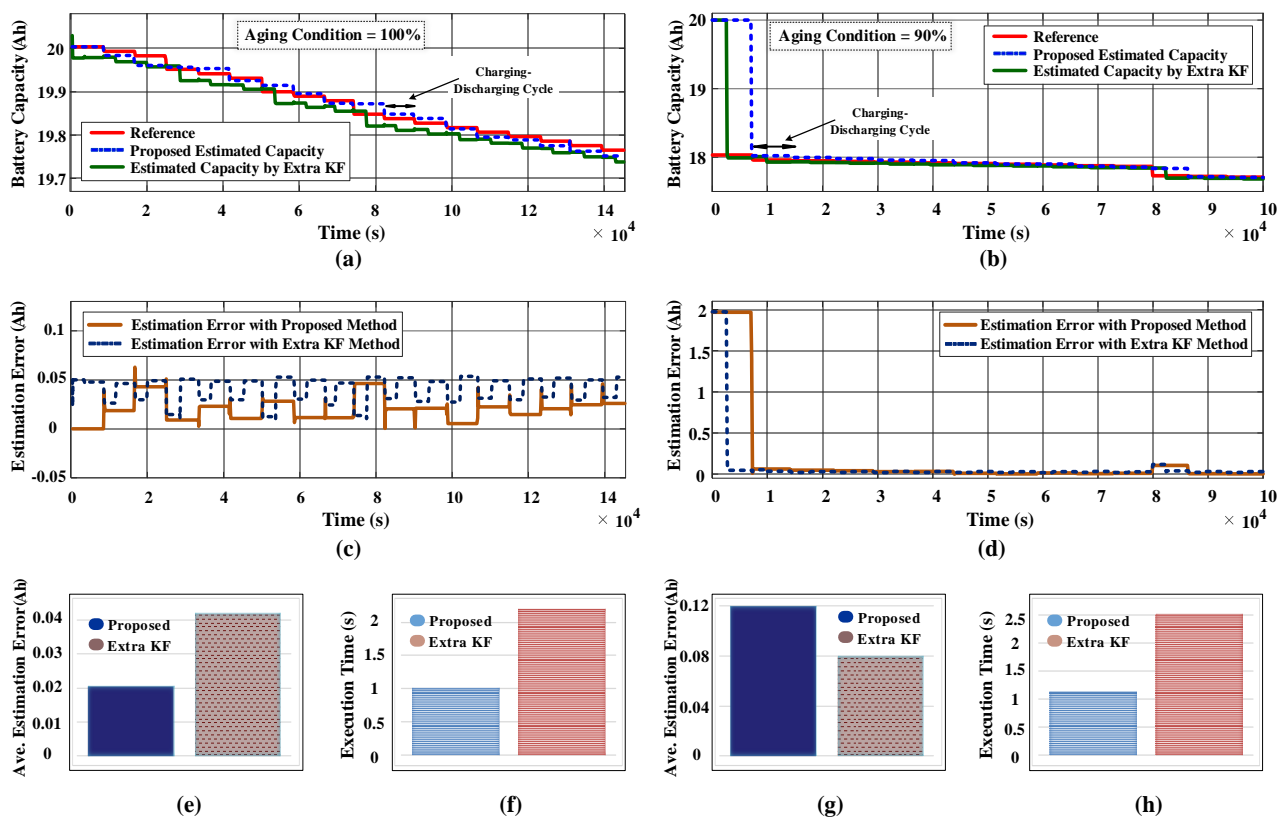 Battery Capacity (Ah)
20
19.9
19.8
19.7
Aging Condition = 100%
Charging-
Discharging Cycle
Reference
Proposed Estimated Capacity
Estimated Capacity by Extra KF
0 2 4 6 8 10 12 14
Time (s)
× 10^4
(a)
Battery Capacity (Ah)
20
19
18
17
Aging Condition = 90%
Reference
Proposed Estimated Capacity
Estimated Capacity by Extra KF
Charging-
Discharging Cycle
0 1 2 3 4 5 6 7 8 9 10
Time (s)
× 10^4
(b)
Estimation Error (Ah)
0.1
0.05
0
-0.05
Estimation Error with Proposed Method
Estimation Error with Extra KF Method
0 2 4 6 8 10 12 14
Time (s)
× 10^4
(c)
Estimation Error (Ah)
2
1.5
1
0.5
0
Estimation Error with Proposed Method
Estimation Error with Extra KF Method
0 1 2 3 4 5 6 7 8 9 10
Time (s)
× 10^4
(d)
Ave. Estimation Error(Ah)
0.04
0.02
0.02
0
Proposed
Extra KF
(e)
Execution Time (s)
2
1.5
1
0.5
0
Proposed
Extra KF
(f)
Ave. Estimation Error(Ah)
0.12
0.08
0.04
0
Proposed
Extra KF
(g)
Execution Time (s)
2.5
2
1.5
1
0.5
0
Proposed
Extra KF
(h)